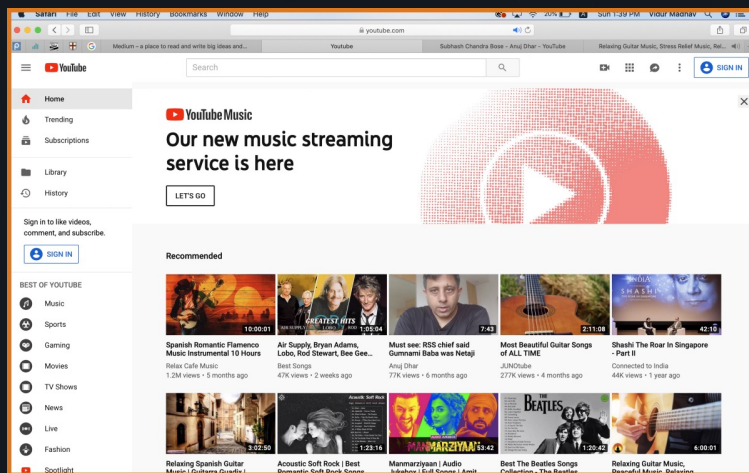 Safari File Edit View History Bookmarks Window Help
20% Sun 1:39 PM Vidur Madhav
youtube.com
Medium – a place to read and write big ideas and...
Youtube
Subhash Chandra Bose - Anuj Dhar - YouTube
Relaxing Guitar Music, Stress Relief Music, Rel...
YouTube
Search
SIGN IN
Home
Trending
Subscriptions
Library
History
Sign in to like videos,
comment, and subscribe.
SIGN IN
BEST OF YOUTUBE
Music
Sports
Gaming
Movies
TV Shows
News
Live
Fashion
Spotlight
YouTube Music
Our new music streaming
service is here
LET'S GO
Recommended
10:00:01
Spanish Romantic Flamenco
Music Instrumental 10 Hours
Relax Cafe Music
1.2M views • 5 months ago
GREATEST HITS
AIR SUPPLY
ROD
1:05:04
Air Supply, Bryan Adams,
Lobo, Rod Stewart, Bee Gee...
Best Songs
47K views • 2 weeks ago
7:43
Must see: RSS chief said
Gumnami Baba was Netaji
Anuj Dhar
77K views • 6 months ago
2:11:08
Most Beautiful Guitar Songs
of ALL TIME
JUNOtube
277K views • 4 months ago
INDIA
SHASHI
42:10
Shashi The Roar In Singapore
- Part II
Connected to India
44K views • 1 year ago
3:02:50
Relaxing Spanish Guitar
Music | Guitarra Guadis |
Acoustic Soft Rock
1:23:16
Acoustic Soft Rock | Best
Romantic Soft Rock Songs
MANMARZIYAAN
53:42
Manmarziyaan | Audio
Jukebox | Full Songs | Amit
BEATLES
1:20:42
Best The Beatles Songs
Collection - The Beatles
6:00:01
Relaxing Guitar Music,
Peaceful Music, Relaxing